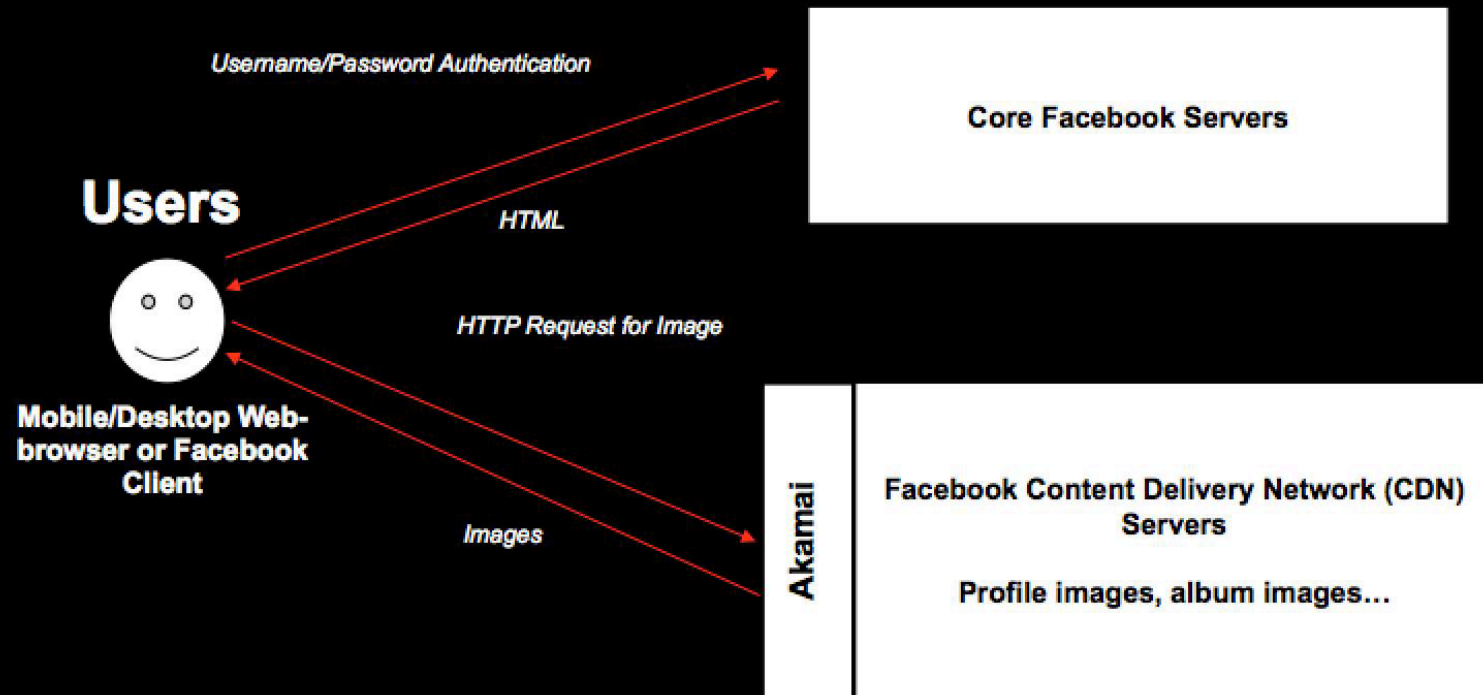 Username/Password Authentication
Core Facebook Servers
Users
HTML
HTTP Request for Image
Mobile/Desktop Web-
browser or Facebook
Client
Images
Akamai
Facebook Content Delivery Network (CDN)
Servers
Profile images, album images…